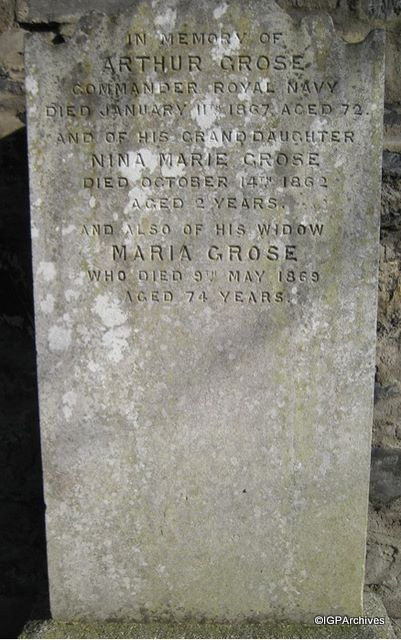 IN MEMORY OF
ARTHUR GROSE
COMMANDER ROYAL NAVY
DIED JANUARY 11TH 1867 AGED 72.
AND OF HIS GRANDDAUGHTER
NINA MARIE GROSE
DIED OCTOBER 14TH 1862
AGED 2 YEARS.
AND ALSO OF HIS WIDOW
MARIA GROSE
WHO DIED 9TH MAY 1869
AGED 74 YEARS.
©IGPArchives